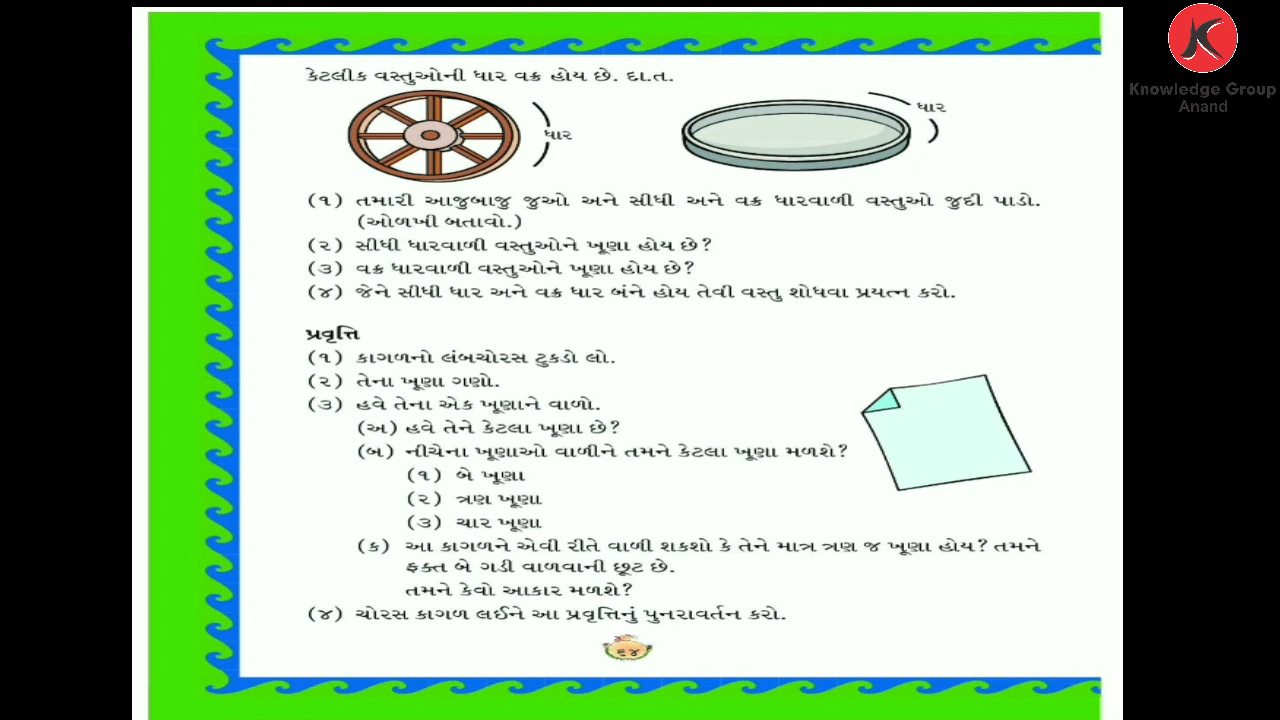 કેટલીક વસ્તુઓની ધાર વક્ર હોય છે. દા.ત.
ધાર
ધાર
(૧) તમારી આજુબાજુ જુઓ અને સીધી અને વક્ર ધારવાળી વસ્તુઓ જુદી પાડો.
(ઓળખી બતાવો.)
(૨) સીધી ધારવાળી વસ્તુઓને ખૂણા હોય છે?
(૩) વક્ર ધારવાળી વસ્તુઓને ખૂણા હોય છે?
(૪) જેને સીધી ધાર અને વક્ર ધાર બંને હોય તેવી વસ્તુ શોધવા પ્રયત્ન કરો.
પ્રવૃત્તિ
(૧) કાગળનો લંબચોરસ ટુકડો લો.
(૨) તેના ખૂણા ગણો.
(૩) હવે તેના એક ખૂણાને વાળો.
(અ) હવે તેને કેટલા ખૂણા છે?
(બ) નીચેના ખૂણાઓ વાળીને તમને કેટલા ખૂણા મળશે?
(૧) બે ખૂણા
(૨) ત્રણ ખૂણા
(૩) ચાર ખૂણા
(ક) આ કાગળને એવી રીતે વાળી શકશો કે તેને માત્ર ત્રણ જ ખૂણા હોય? તમને
ફક્ત બે ગડી વાળવાની છૂટ છે.
તમને કેવો આકાર મળશે?
(૪) ચોરસ કાગળ લઈને આ પ્રવૃત્તિનું પુનરાવર્તન કરો.
૬૪
Knowledge Group
Anand